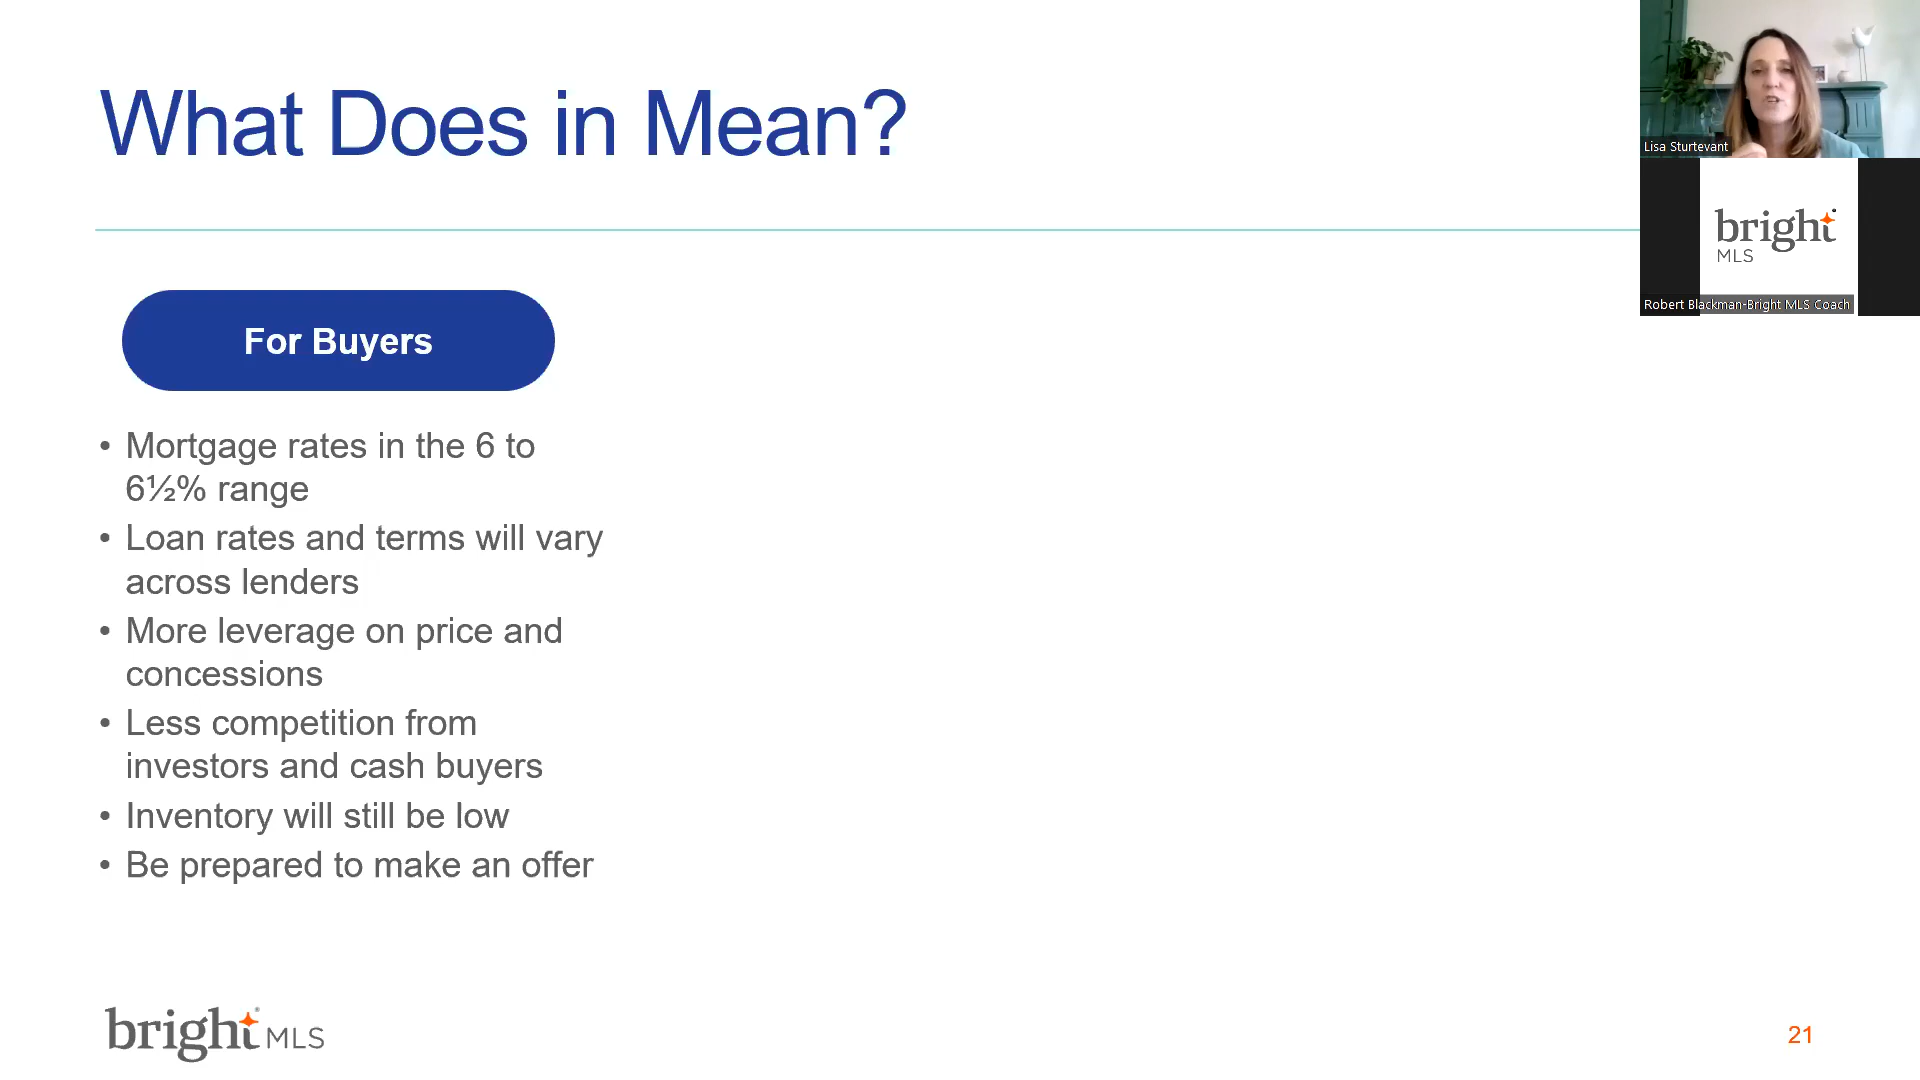 What Does in Mean?
Lisa Sturtevant
bright
MLS
Robert Blackman-Bright MLS Coach
For Buyers
• Mortgage rates in the 6 to
6½% range
• Loan rates and terms will vary
across lenders
• More leverage on price and
concessions
• Less competition from
investors and cash buyers
• Inventory will still be low
• Be prepared to make an offer
bright MLS
21